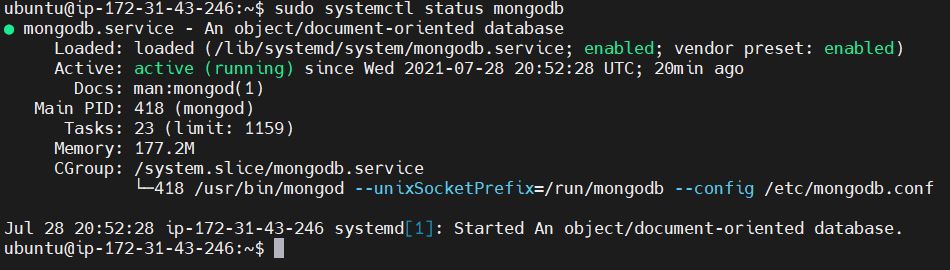 ubuntu@ip-172-31-43-246:~$ sudo systemctl status mongodb
● mongodb.service - An object/document-oriented database
Loaded: loaded (/lib/systemd/system/mongodb.service; enabled; vendor preset: enabled)
Active: active (running) since Wed 2021-07-28 20:52:28 UTC; 20min ago
Docs: man:mongod(1)
Main PID: 418 (mongod)
Tasks: 23 (limit: 1159)
Memory: 177.2M
CGroup: /system.slice/mongodb.service
└─418 /usr/bin/mongod --unixSocketPrefix=/run/mongodb --config /etc/mongodb.conf
Jul 28 20:52:28 ip-172-31-43-246 systemd[1]: Started An object/document-oriented database.
ubuntu@ip-172-31-43-246:~$